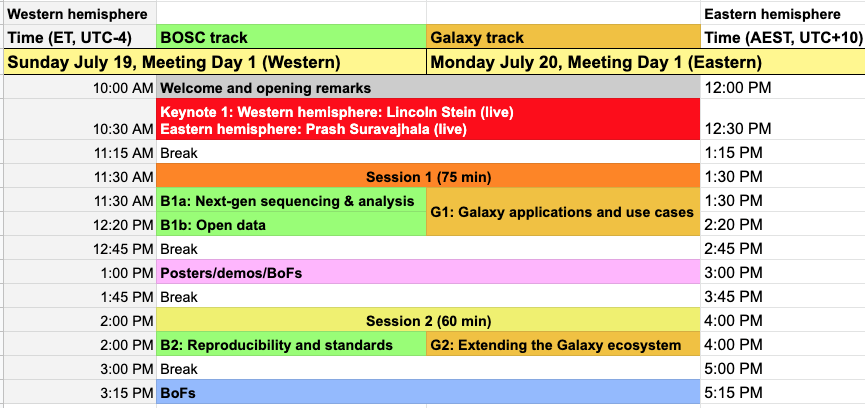 Western hemisphere Eastern hemisphere
Time (ET, UTC-4) BOSC track Galaxy track Time (AEST, UTC+10)
Sunday July 19, Meeting Day 1 (Western) Monday July 20, Meeting Day 1 (Eastern)
10:00 AM Welcome and opening remarks 12:00 PM
Keynote 1: Western hemisphere: Lincoln Stein (live)
10:30 AM Eastern hemisphere: Prash Suravajhala (live) 12:30 PM
11:15 AM Break 1:15 PM
11:30 AM Session 1 (75 min) 1:30 PM
11:30 AM B1a: Next-gen sequencing & analysis 1:30 PM
G1: Galaxy applications and use cases
12:20 PM B1b: Open data 2:20 PM
12:45 PM Break 2:45 PM
1:00 PM Posters/demos/BoFs 3:00 PM
1:45 PM Break 3:45 PM
2:00 PM Session 2 (60 min) 4:00 PM
2:00 PM B2: Reproducibility and standards G2: Extending the Galaxy ecosystem 4:00 PM
3:00 PM Break 5:00 PM
3:15 PM BoFs 5:15 PM